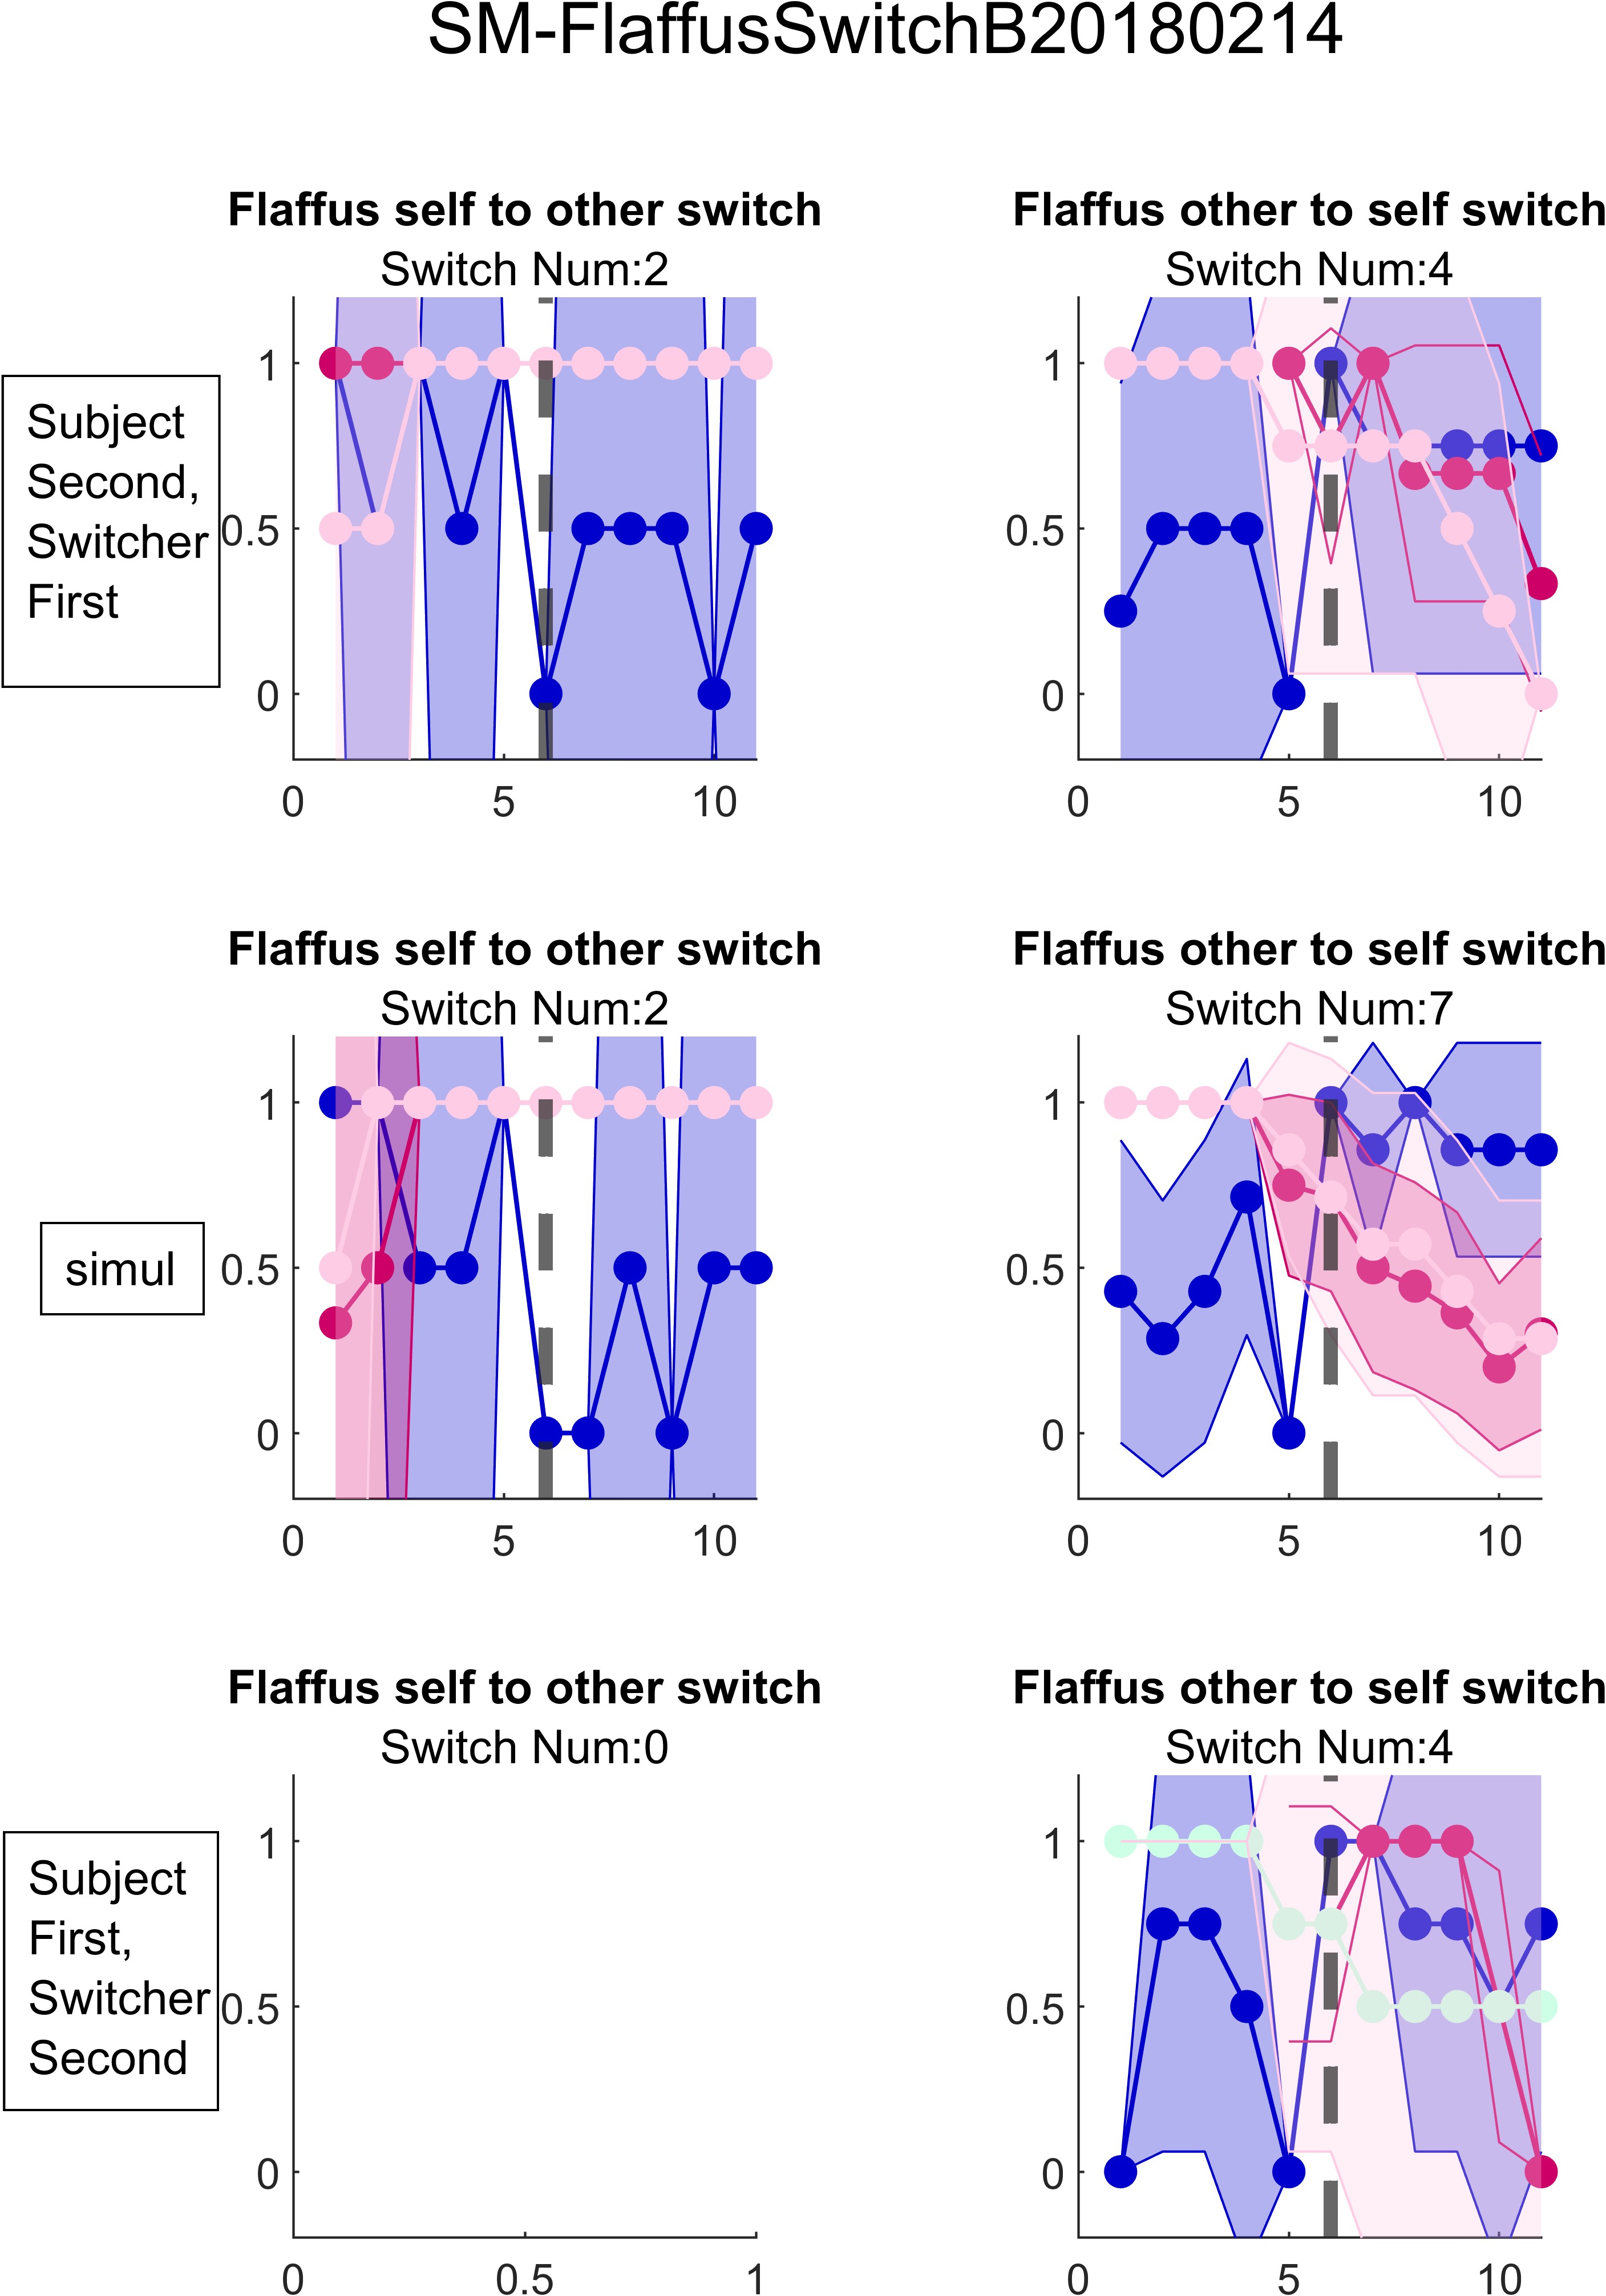 SM-FlaffusSwitchB20180214
Flaffus self to other switch
Switch Num:2
1
0.5
0
0
5
10
Flaffus other to self switch
Switch Num:4
1
0.5
0
0
5
10
Subject
Second,
Switcher
First
Flaffus self to other switch
Switch Num:2
1
0.5
0
0
5
10
Flaffus other to self switch
Switch Num:7
1
0.5
0
0
5
10
simul
Flaffus self to other switch
Switch Num:0
1
0.5
0
0
0.5
1
Flaffus other to self switch
Switch Num:4
1
0.5
0
0
5
10
Subject
First,
Switcher
Second